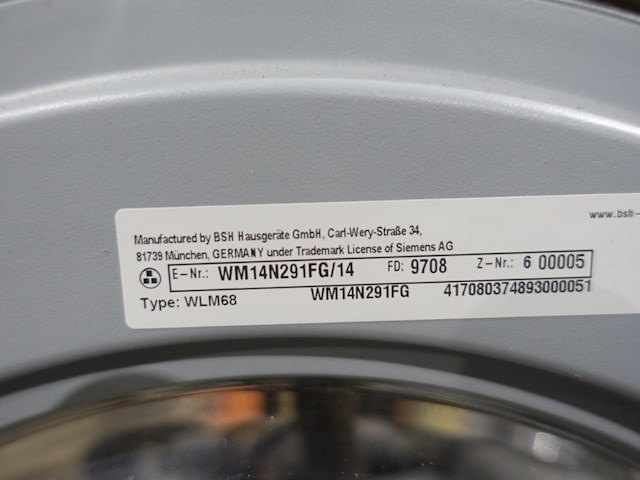 www.bsh-
Manufactured by BSH Hausgeräte GmbH, Carl-Wery-Straße 34,
81739 München, GERMANY under Trademark License of Siemens AG
E-Nr.: WM14N291FG/14 FD: 9708 Z-Nr.: 6 00005
Type: WLM68 WM14N291FG 417080374893000051